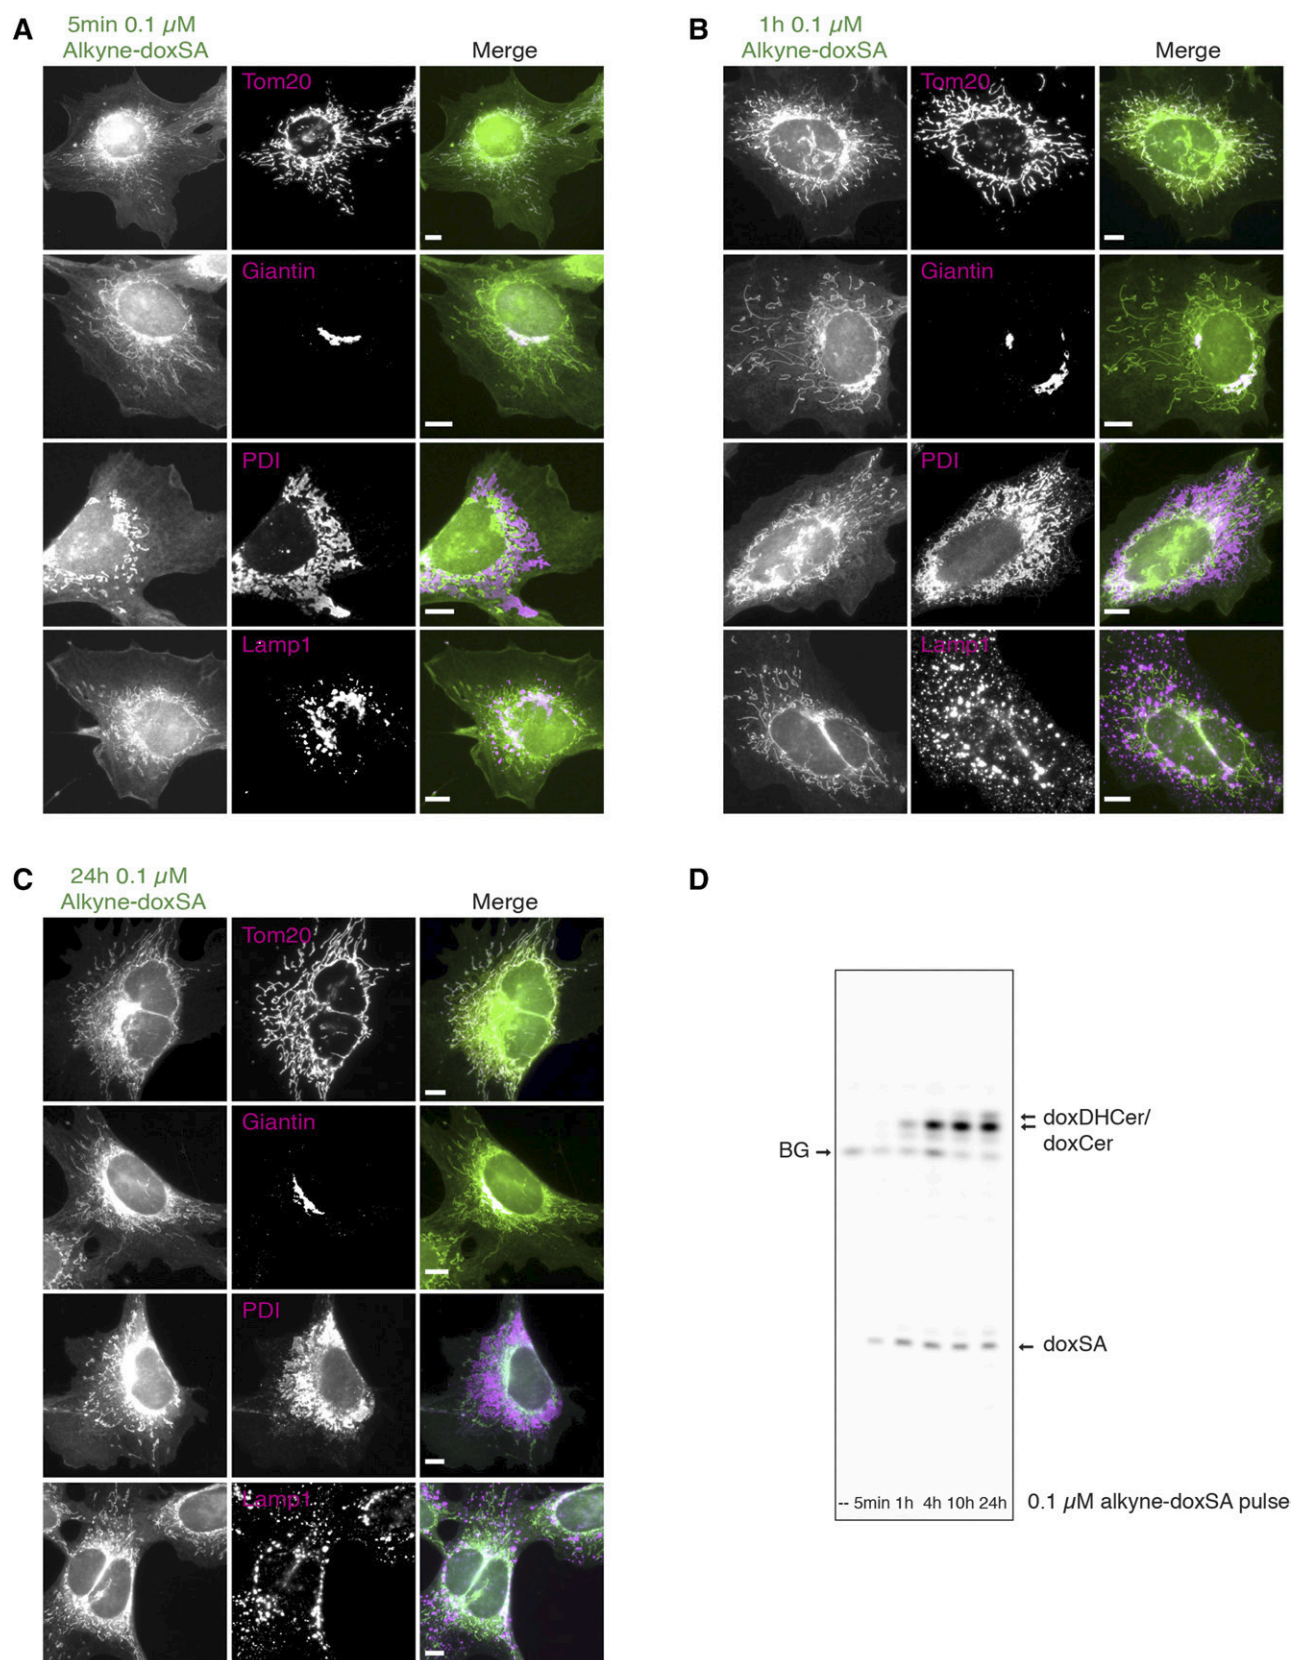 A
5min 0.1 µM
Alkyne-doxSA
Merge
Tom20
Giantin
PDI
Lamp1
B
1h 0.1 µM
Alkyne-doxSA
Merge
Tom20
Giantin
PDI
Lamp1
C
24h 0.1 µM
Alkyne-doxSA
Merge
Tom20
Giantin
PDI
Lamp1
D
BG →
doxDHCer/
doxCer
doxSA
-- 5min 1h 4h 10h 24h
0.1 µM alkyne-doxSA pulse